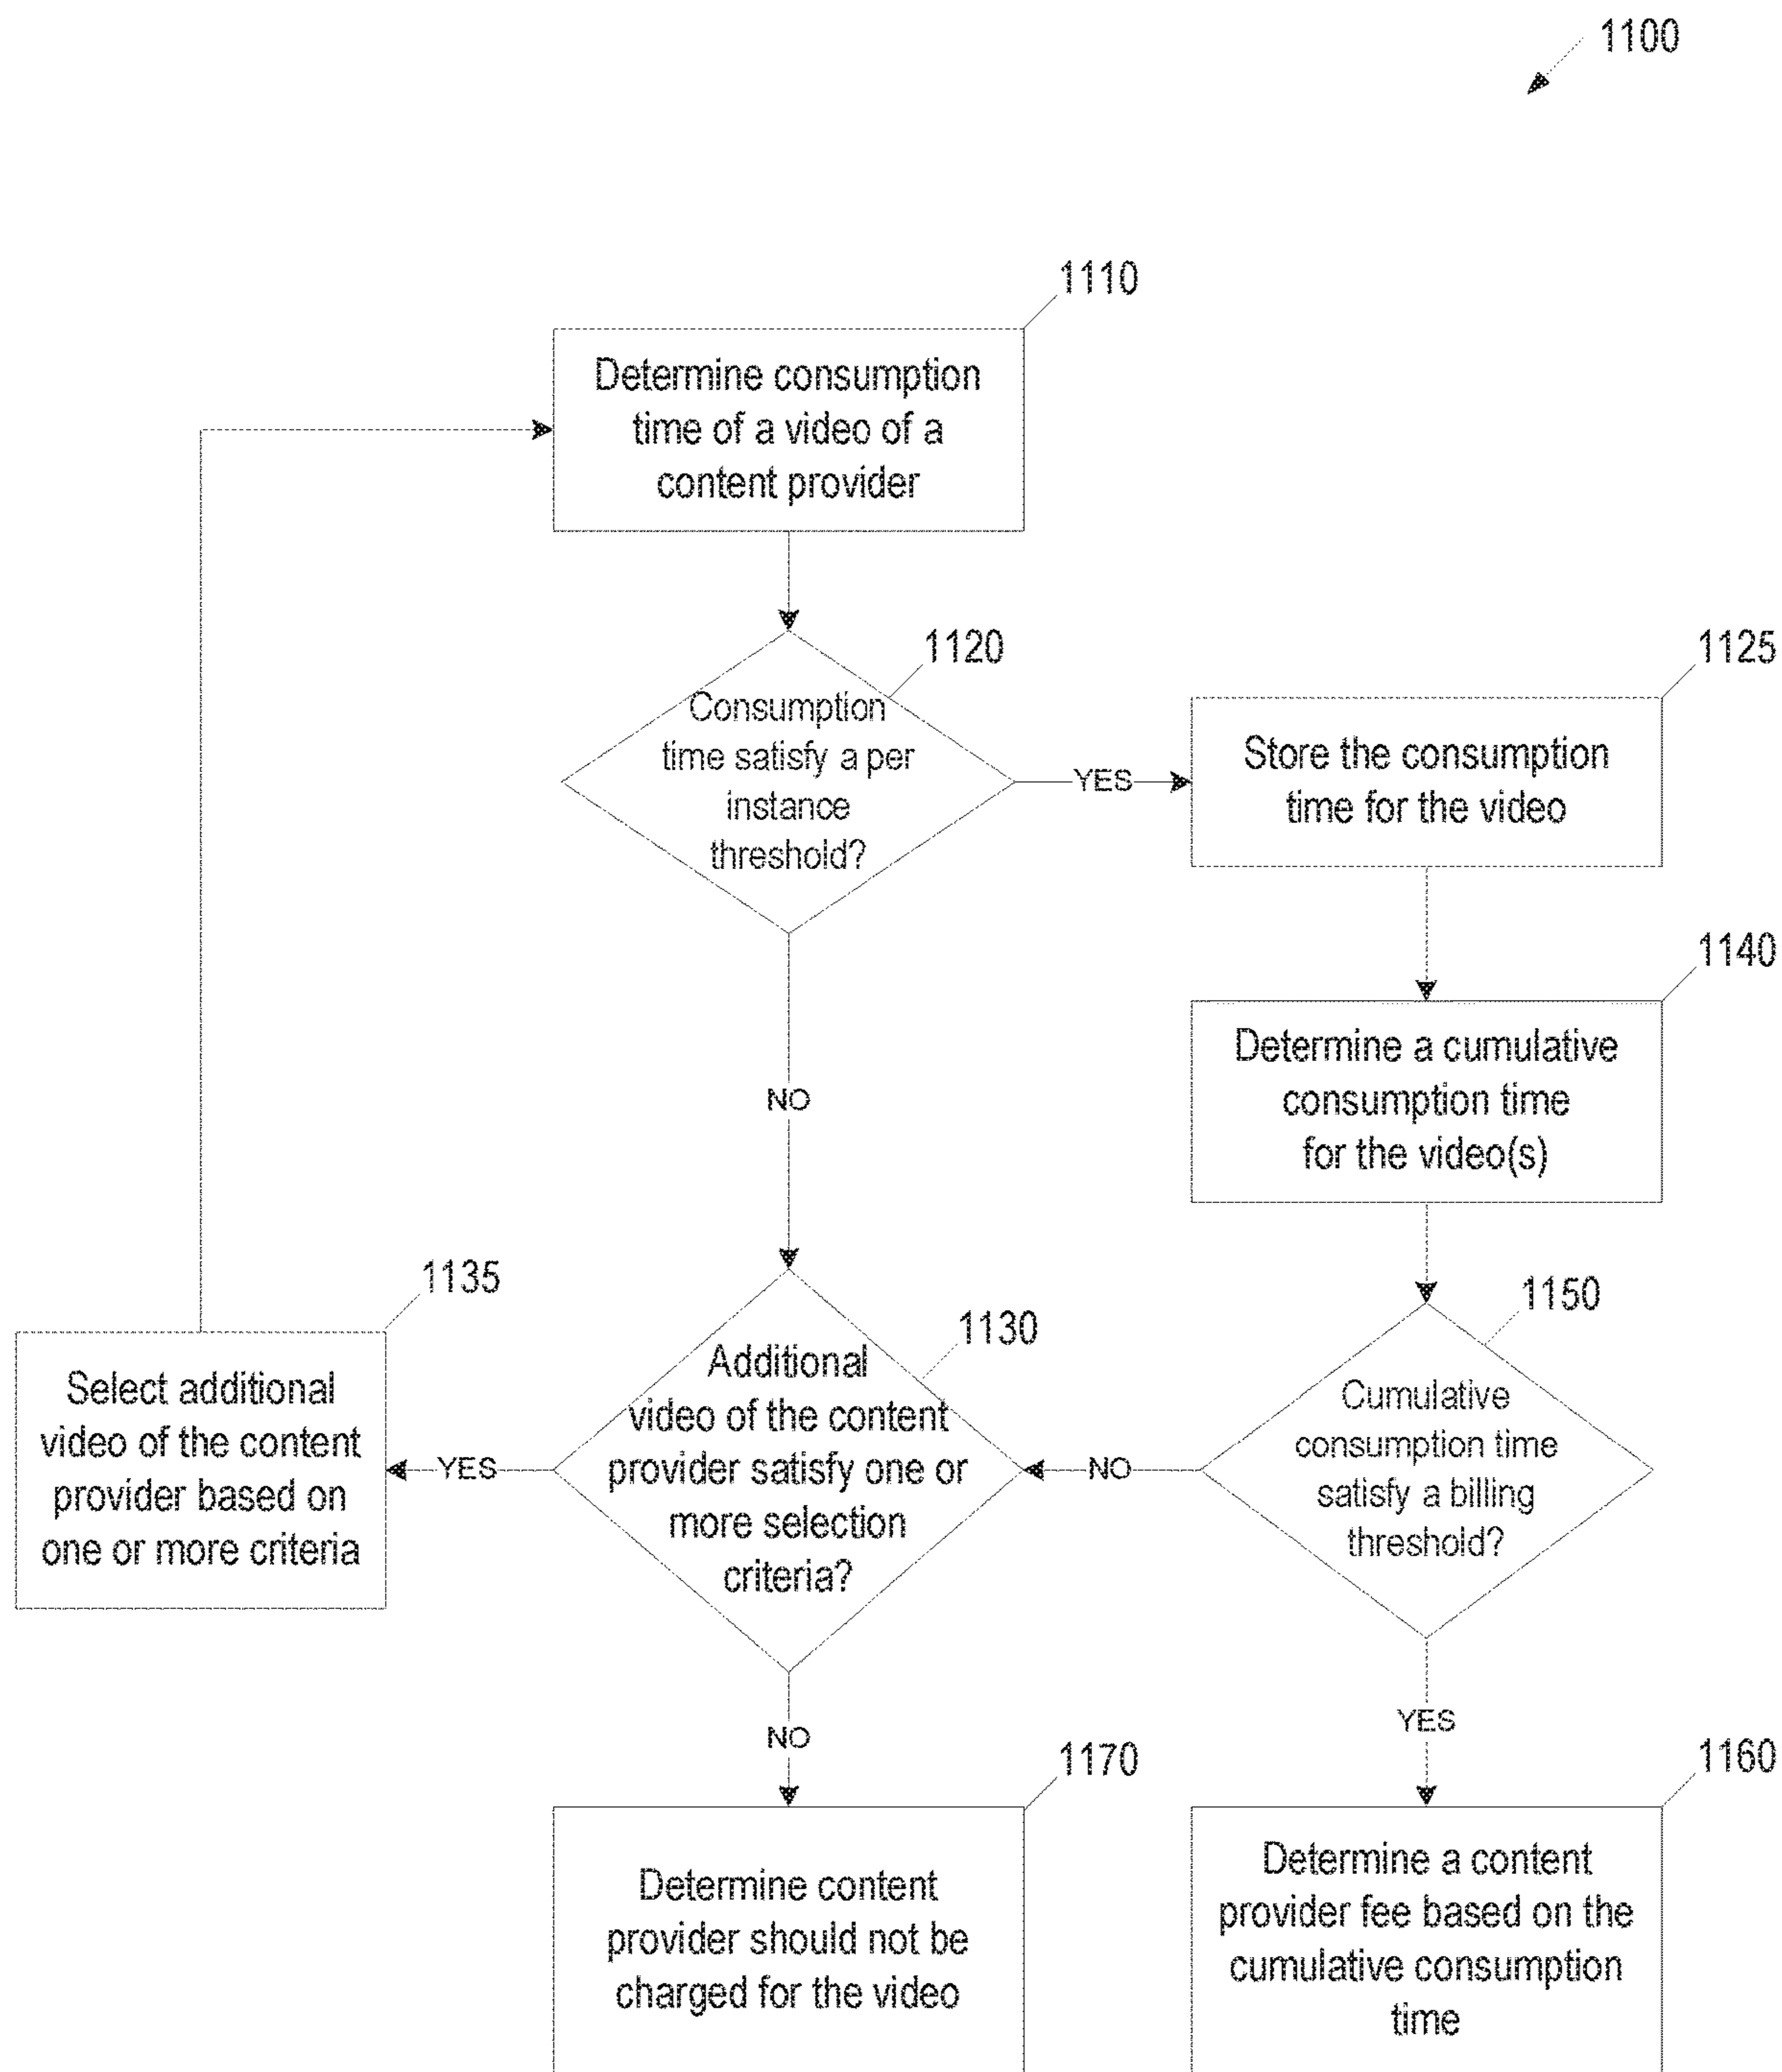 1100
1110
Determine consumption
time of a video of a
content provider
1120
Consumption
time satisfy a per
instance
threshold?
YES
1125
Store the consumption
time for the video
NO
1140
Determine a cumulative
consumption time
for the video(s)
1135
Select additional
video of the content
provider based on
one or more criteria
YES
1130
Additional
video of the content
provider satisfy one or
more selection
criteria?
NO
1150
Cumulative
consumption time
satisfy a billing
threshold?
NO
YES
1170
Determine content
provider should not be
charged for the video
1160
Determine a content
provider fee based on the
cumulative consumption
time